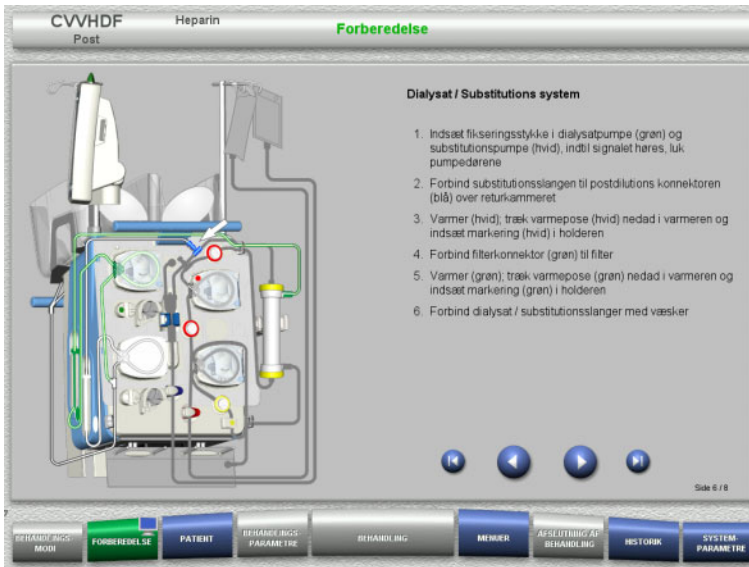 CVVHDF
Post
Heparin
Forberedelse
Dialysat / Substitutions system
1. Indsæt fikseringsstykke i dialysatpumpe (grøn) og
substitutionspumpe (hvid), indtil signalet høres, luk
pumpedørene
2. Forbind substitutionsslangen til postdilutions konnektoren
(blå) over returkammeret
3. Varmer (hvid); træk varmepose (hvid) nedad i varmeren og
indsæt markering (hvid) i holderen
4. Forbind filterkonnektor (grøn) til filter
5. Varmer (grøn); træk varmepose (grøn) nedad i varmeren og
indsæt markering (grøn) i holderen
6. Forbind dialysat / substitutionsslanger med væsker
Side 6 / 8
BEHANDLINGS-
MODI
FORBEREDELSE
PATIENT
BEHANDLINGS-
PARAMETRE
BEHANDLING
MENUER
AFSLUTNING AF
BEHANDLING
HISTORIK
SYSTEM-
PARAMETRE